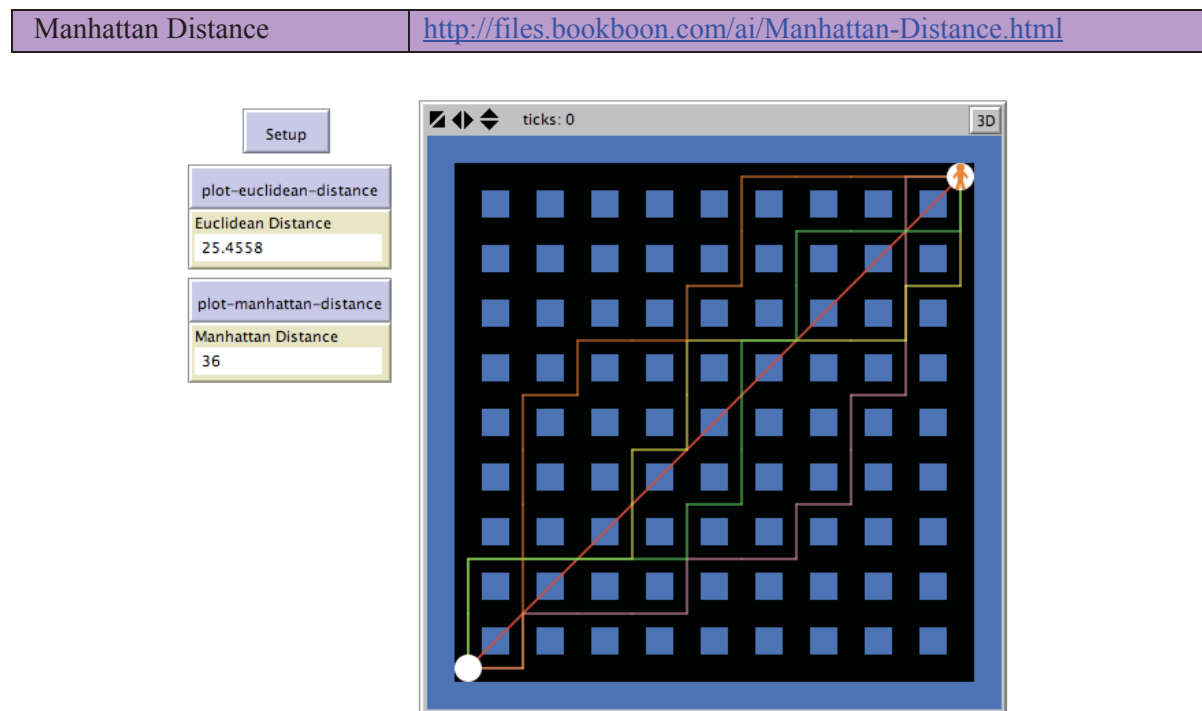 Manhattan Distance http://files.bookboon.com/ai/Manhattan-Distance.html
ticks: 0 3D
Setup
plot-euclidean-distance
Euclidean Distance
25.4558
plot-manhattan-distance
Manhattan Distance
36